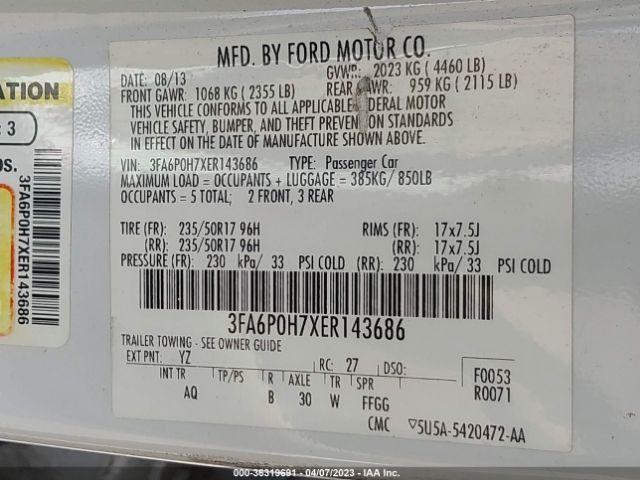 MFD. BY FORD MOTOR CO.
DATE: 08/13
GVWR: 2023 KG ( 4460 LB)
FRONT GAWR: 1068 KG ( 2355 LB)
REAR GAWR: 959 KG ( 2115 LB)
THIS VEHICLE CONFORMS TO ALL APPLICABLE FEDERAL MOTOR
VEHICLE SAFETY, BUMPER, AND THEFT PREVENTION STANDARDS
IN EFFECT ON THE DATE OF MANUFACTURE SHOWN ABOVE.
VIN: 3FA6P0H7XER143686 TYPE: Passenger Car
MAXIMUM LOAD = OCCUPANTS + LUGGAGE = 385KG/ 850LB
OCCUPANTS = 5 TOTAL; 2 FRONT, 3 REAR
TIRE (FR): 235/50R17 96H RIMS (FR): 17x7.5J
(RR): 235/50R17 96H (RR): 17x7.5J
PRESSURE (FR): 230 kPa/ 33 PSI COLD (RR): 230 kPa/ 33 PSI COLD
3FA6P0H7XER143686
TRAILER TOWING - SEE OWNER GUIDE
EXT PNT: YZ RC: 27 DSO:
INT TR TP/PS R AXLE TR SPR
AQ B 30 W FFGG
F0053
R0071
CMC ▽5U5A-5420472-AA
ATION
: 3
OS.
3FA6P0H7XER143686
000-36319691 - 04/07/2023 - IAA Inc.